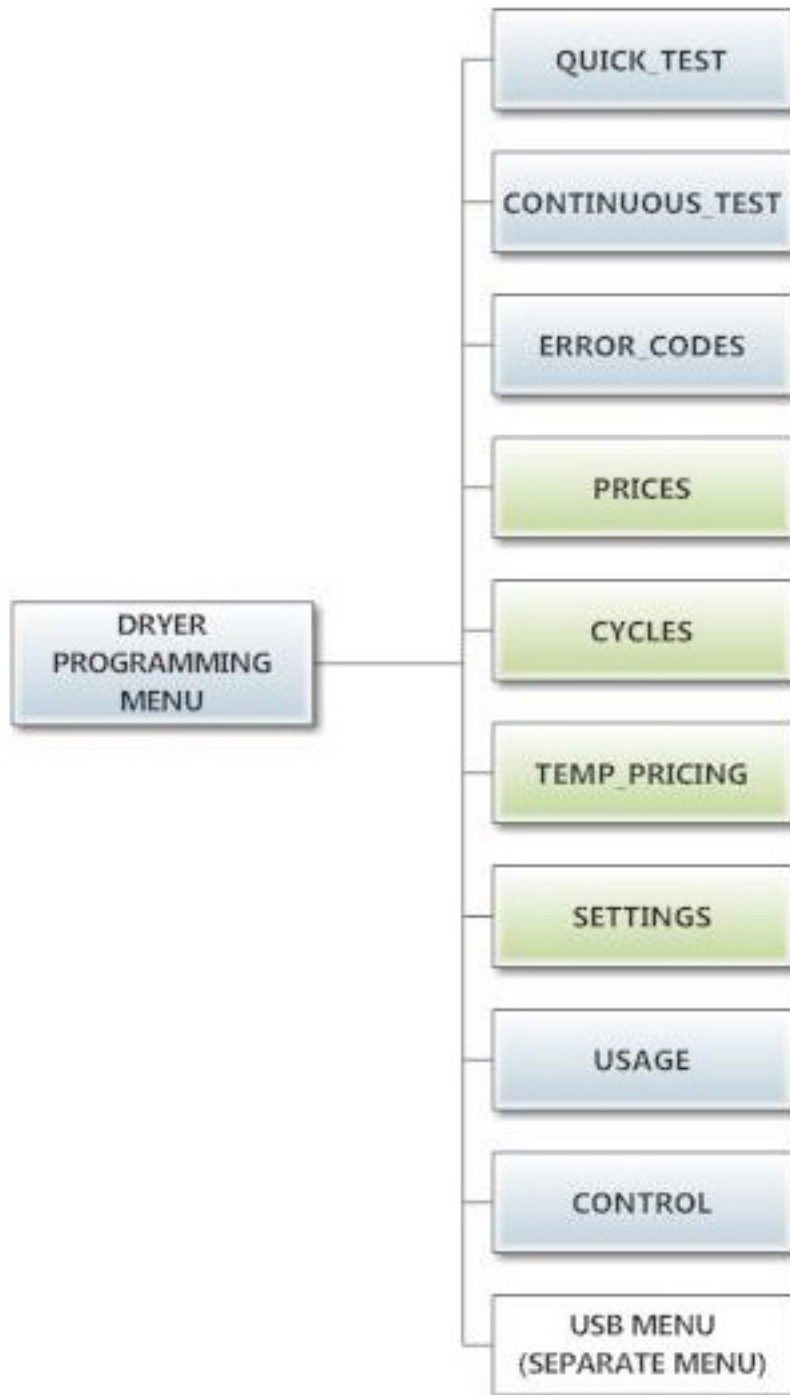 QUICK_TEST
CONTINUOUS_TEST
ERROR_CODES
PRICES
DRYER
PROGRAMMING
MENU
CYCLES
TEMP_PRICING
SETTINGS
USAGE
CONTROL
USB MENU
(SEPARATE MENU)